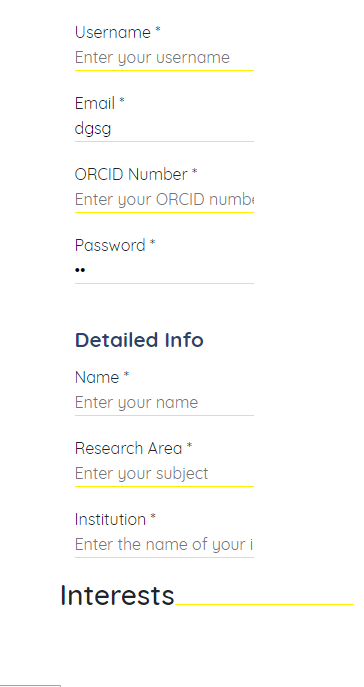 Username *
Enter your username
Email *
dgsg
ORCID Number *
Enter your ORCID numbe
Password *
••
Detailed Info
Name *
Enter your name
Research Area *
Enter your subject
Institution *
Enter the name of your i
Interests